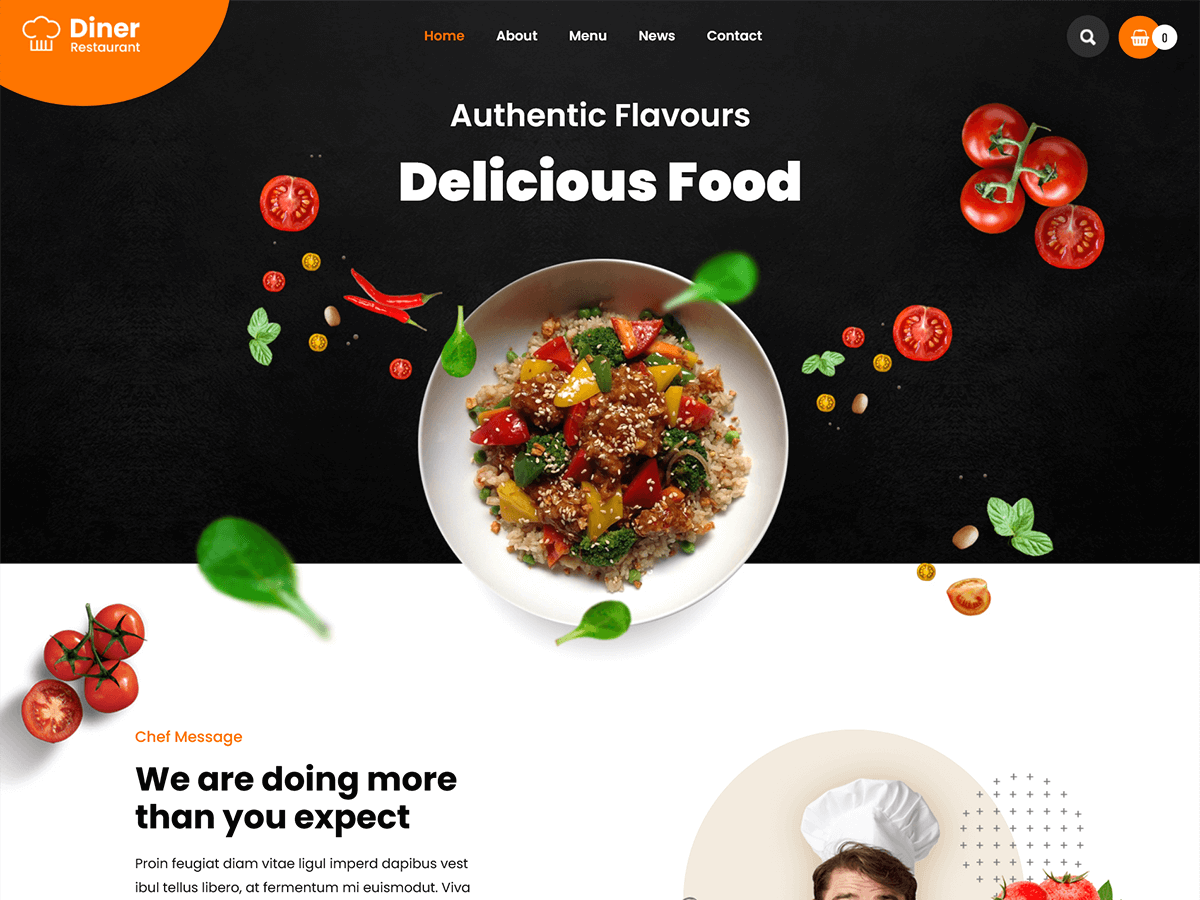 Diner
Restaurant
Home About Menu News Contact
0
Authentic Flavours
Delicious Food
Chef Message
We are doing more
than you expect
Proin feugiat diam vitae ligul imperd dapibus vest
ibul tellus libero, at fermentum mi euismodut. Viva